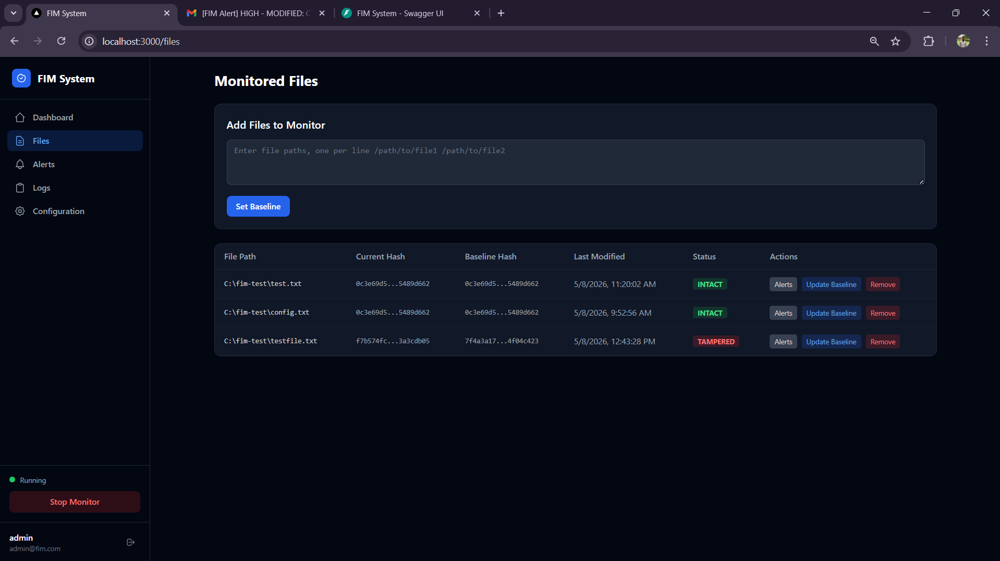 FIM System
[FIM Alert] HIGH - MODIFIED: C
FIM System - Swagger UI
localhost:3000/files
FIM System
Dashboard
Files
Alerts
Logs
Configuration
Running
Stop Monitor
admin
admin@fim.com
Monitored Files
Add Files to Monitor
Enter file paths, one per line /path/to/file1 /path/to/file2
Set Baseline
File Path Current Hash Baseline Hash Last Modified Status Actions
C:\fim-test\test.txt 0c3e69d5...5489d662 0c3e69d5...5489d662 5/8/2026, 11:20:02 AM INTACT Alerts Update Baseline Remove
C:\fim-test\config.txt 0c3e69d5...5489d662 0c3e69d5...5489d662 5/8/2026, 9:52:56 AM INTACT Alerts Update Baseline Remove
C:\fim-test\testfile.txt f7b574fc...3a3cdb05 7f4a3a17...4f04c423 5/8/2026, 12:43:28 PM TAMPERED Alerts Update Baseline Remove